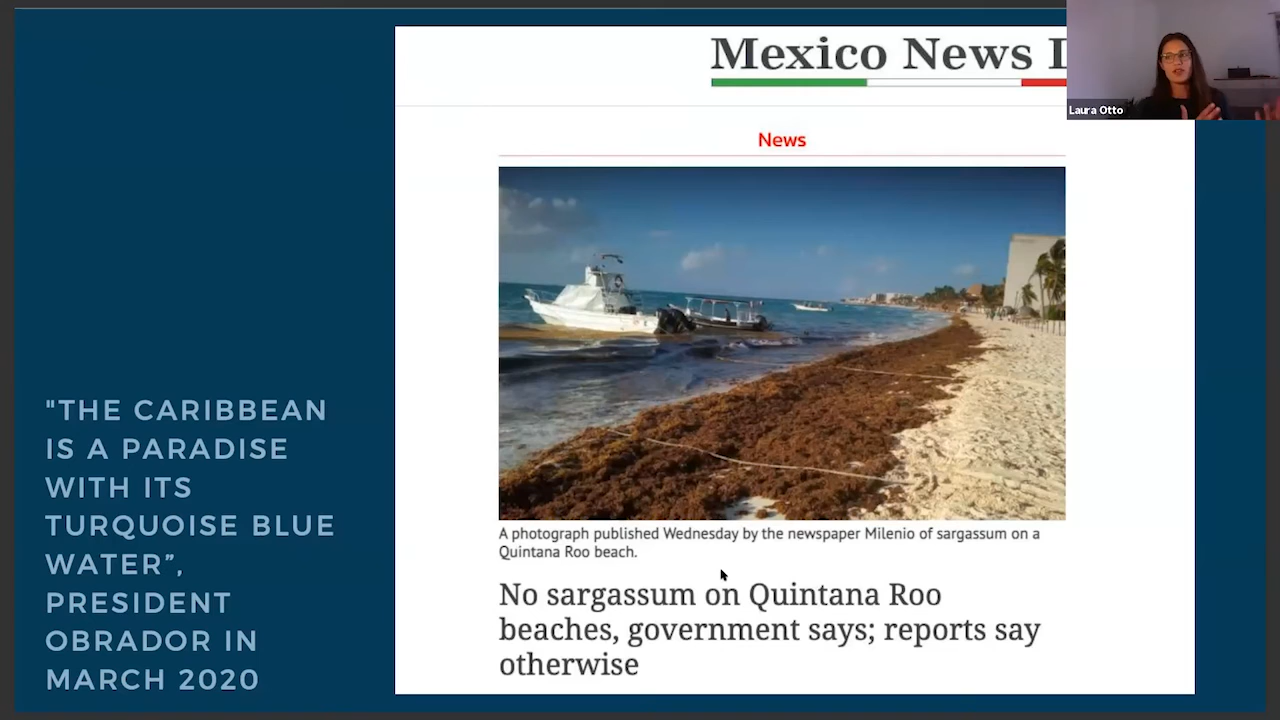 Mexico News D
Laura Otto
News
A photograph published Wednesday by the newspaper Milenio of sargassum on a
Quintana Roo beach.
No sargassum on Quintana Roo
beaches, government says; reports say
otherwise
"THE CARIBBEAN
IS A PARADISE
WITH ITS
TURQUOISE BLUE
WATER”,
PRESIDENT
OBRADOR IN
MARCH 2020